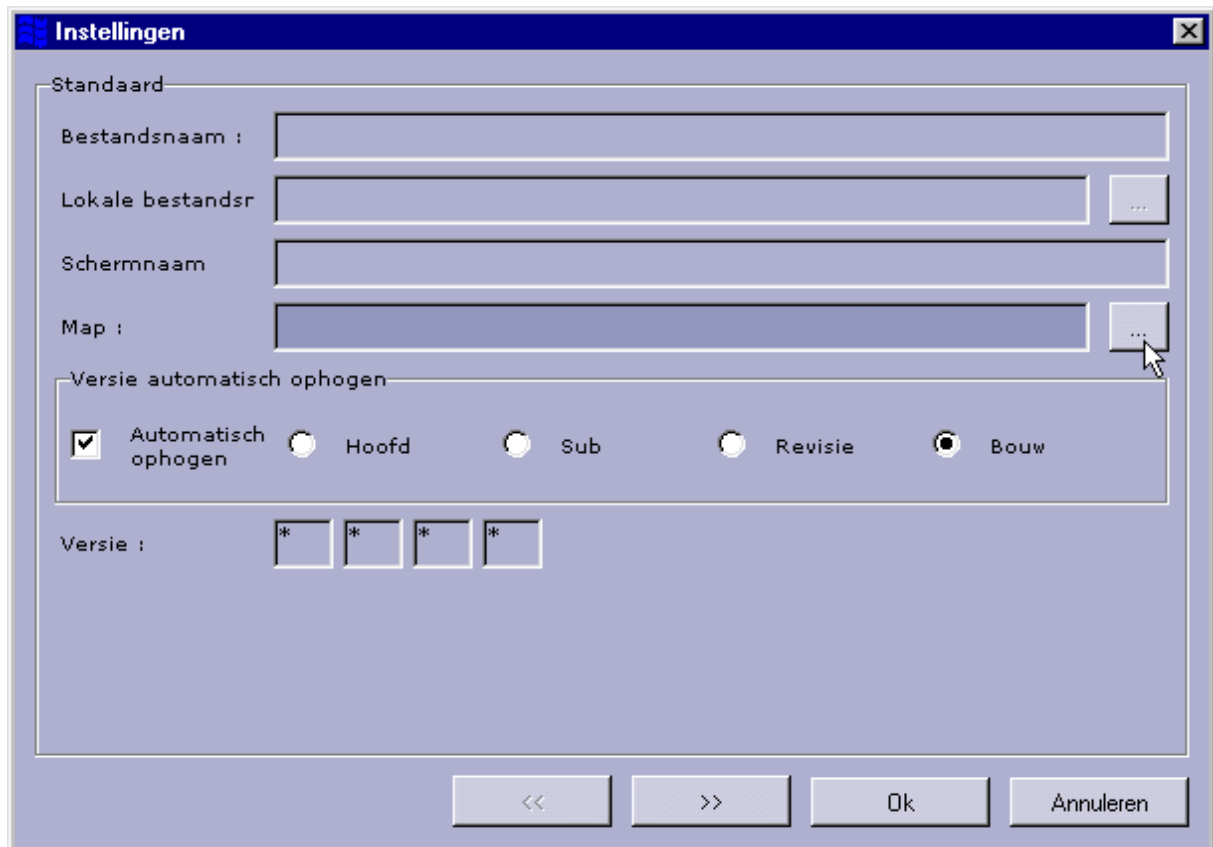 Instellingen
Standaard
Bestandsnaam :
Lokale bestandsr
...
Schermnaam
Map :
...
Versie automatisch ophogen
Automatisch
ophogen
Hoofd
Sub
Revisie
Bouw
Versie :
* * * *
<< >> Ok Annuleren